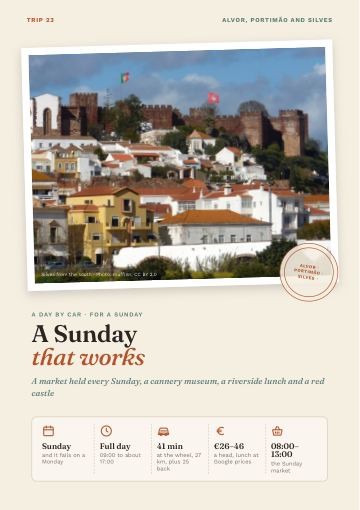 TRIP 23
ALVOR, PORTIMÃO AND SILVES
Silves from the south · Photo: muffinn, CC BY 2.0
ALVOR ·
PORTIMÃO ·
SILVES ·
A DAY BY CAR · FOR A SUNDAY
A Sunday
that works
A market held every Sunday, a cannery museum, a riverside lunch and a red
castle
Sunday
and it falls on a
Monday
Full day
09:00 to about
17:00
41 min
at the wheel, 27
km, plus 25
back
€26–46
a head, lunch at
Google prices
08:00–
13:00
the Sunday
market